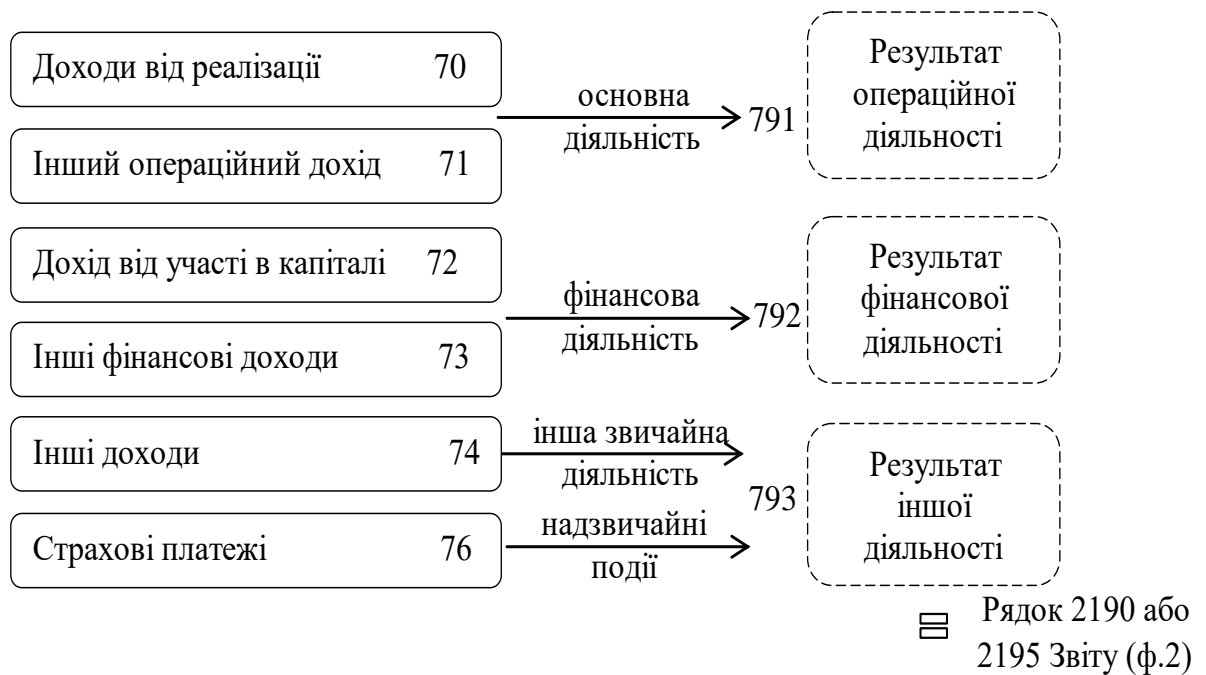 Доходи від реалізації 70
основна
діяльність
791
Результат
операційної
діяльності
Інший операційний дохід 71
Дохід від участі в капіталі 72
фінансова
діяльність
792
Результат
фінансової
діяльності
Інші фінансові доходи 73
Інші доходи 74
інша звичайна
діяльність
793
Результат
іншої
діяльності
Страхові платежі 76
надзвичайні
події
Рядок 2190 або
2195 Звіту (ф.2)